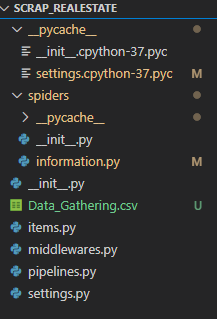 SCRAP_REALESTATE
__pycache__
__init__.cpython-37.pyc
settings.cpython-37.pyc M
spiders
__pycache__
__init__.py
information.py M
__init__.py
Data_Gathering.csv U
items.py
middlewares.py
pipelines.py
settings.py